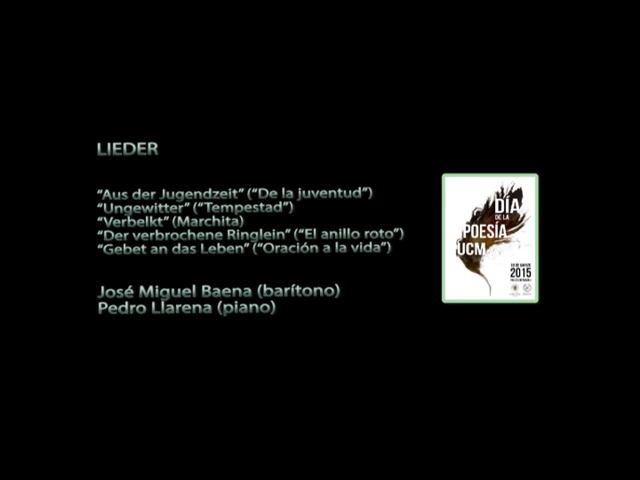 LIEDER
“Aus der Jugendzeit” (“De la juventud”)
“Ungewitter” (“Tempestad”)
“Verbelkt” (Marchita)
“Der verbrochene Ringlein” (“El anillo roto”)
“Gebet an das Leben” (“Oración a la vida”)
José Miguel Baena (barítono)
Pedro Llarena (piano)
DÍA
DE LA
POESÍA
UCM
2015